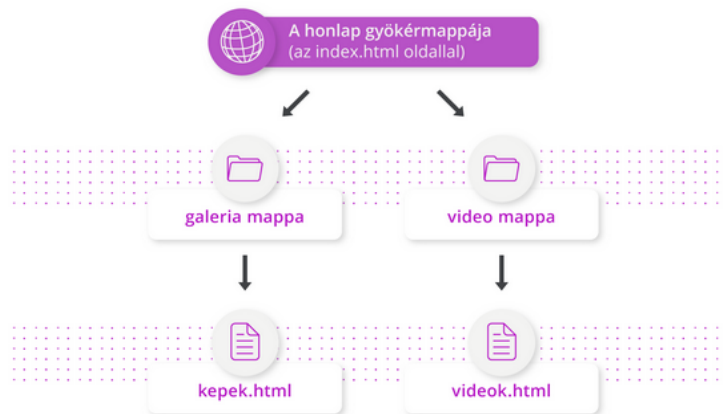 A honlap gyökérmappája
(az index.html oldallal)
galeria mappa
video mappa
kepek.html
videok.html